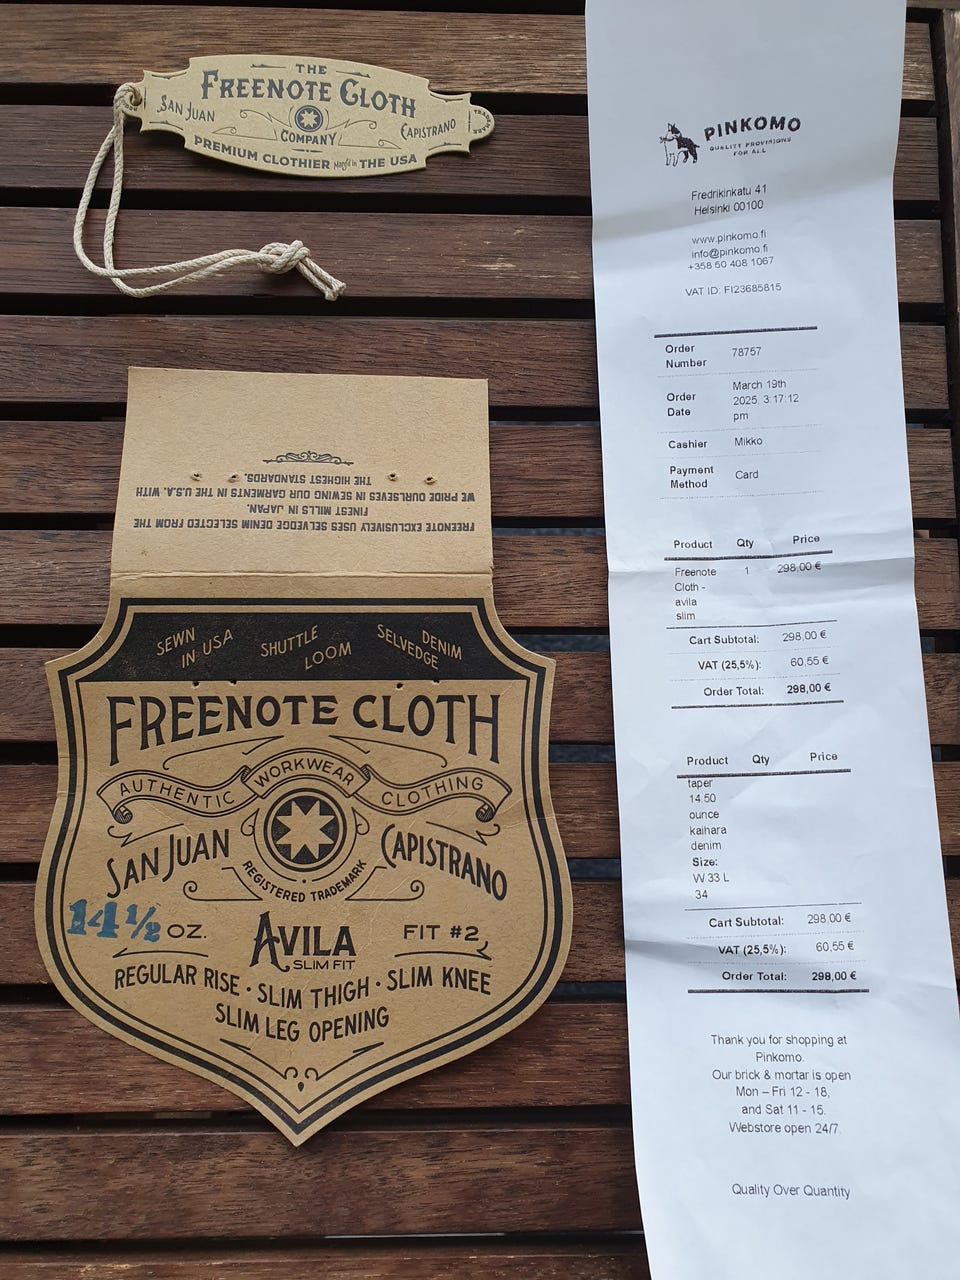 THE
FREENOTE CLOTH
SAN JUAN
COMPANY
CAPISTRANO
PREMIUM CLOTHIER Manf'd in THE USA
FREENOTE EXCLUSIVELY USES SELVEDGE DENIM SELECTED FROM THE
FINEST MILLS IN JAPAN.
WE PRIDE OURSELVES IN SEWING OUR GARMENTS IN THE U.S.A. WITH
THE HIGHEST STANDARDS.
SEWN IN USA
SHUTTLE LOOM
SELVEDGE DENIM
FREENOTE CLOTH
AUTHENTIC WORKWEAR CLOTHING
SAN JUAN CAPISTRANO
REGISTERED TRADEMARK
14 1/2 OZ.
AVILA
SLIM FIT
FIT #2
REGULAR RISE · SLIM THIGH · SLIM KNEE
SLIM LEG OPENING
PINKOMO
QUALITY PROVISIONS
FOR ALL
Fredrikinkatu 41
Helsinki 00100
www.pinkomo.fi
info@pinkomo.fi
+358 50 408 1067
VAT ID: FI23685815
Order Number 78757
Order Date March 19th 2025, 3:17:12 pm
Cashier Mikko
Payment Method Card
Product Qty Price
Freenote 1 298,00 €
Cloth -
avila
slim
Cart Subtotal: 298,00 €
VAT (25,5%): 60,55 €
Order Total: 298,00 €
Product Qty Price
taper
14.50
ounce
kaihara
denim
Size:
W 33 L
34
Cart Subtotal: 298,00 €
VAT (25,5%): 60,55 €
Order Total: 298,00 €
Thank you for shopping at
Pinkomo.
Our brick & mortar is open
Mon – Fri 12 - 18,
and Sat 11 - 15.
Webstore open 24/7.
Quality Over Quantity